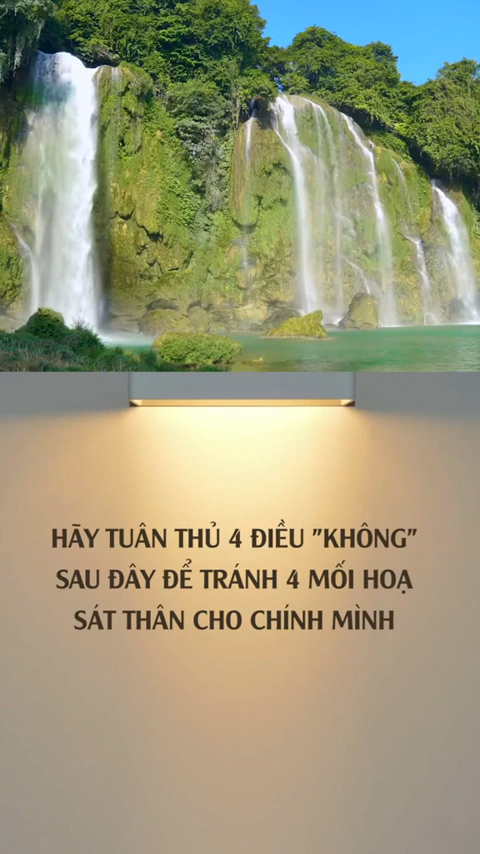 HÃY TUÂN THỦ 4 ĐIỀU "KHÔNG"
SAU ĐÂY ĐỂ TRÁNH 4 MỐI HOẠ
SÁT THÂN CHO CHÍNH MÌNH